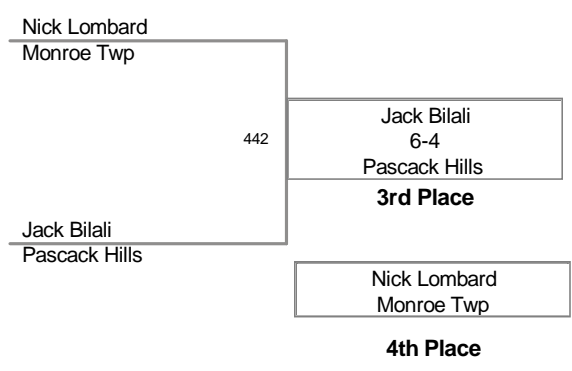 Nick Lombard
Monroe Twp
442
Jack Bilali
6-4
Pascack Hills
3rd Place
Jack Bilali
Pascack Hills
Nick Lombard
Monroe Twp
4th Place